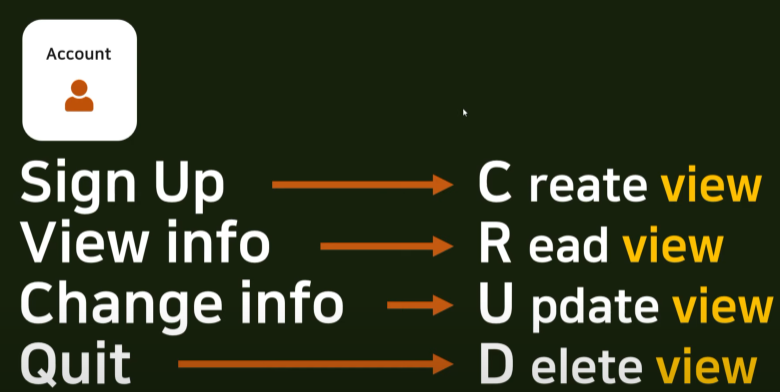 Account
Sign Up C reate view
View info R ead view
Change info U pdate view
Quit D elete view